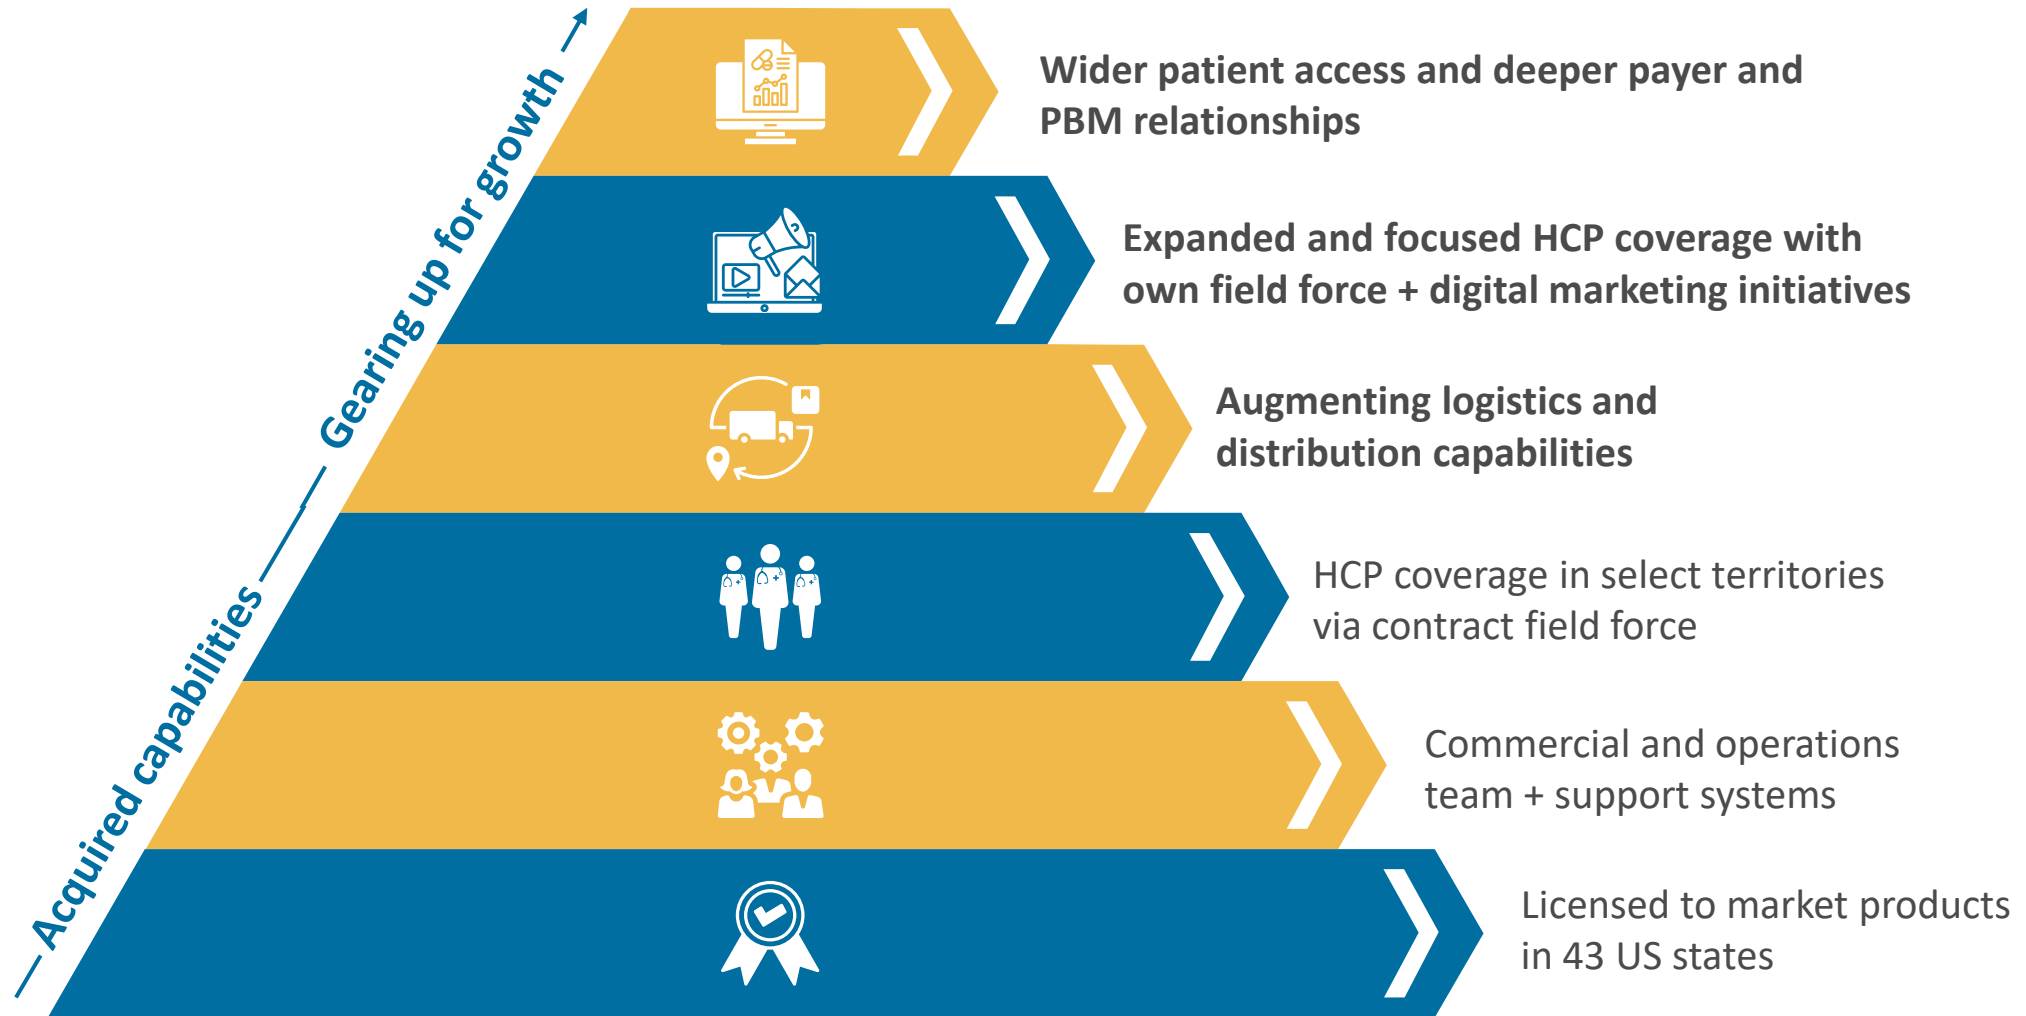 Gearing up for growth
Acquired capabilities
Wider patient access and deeper payer and
PBM relationships
Expanded and focused HCP coverage with
own field force + digital marketing initiatives
Augmenting logistics and
distribution capabilities
HCP coverage in select territories
via contract field force
Commercial and operations
team + support systems
Licensed to market products
in 43 US states